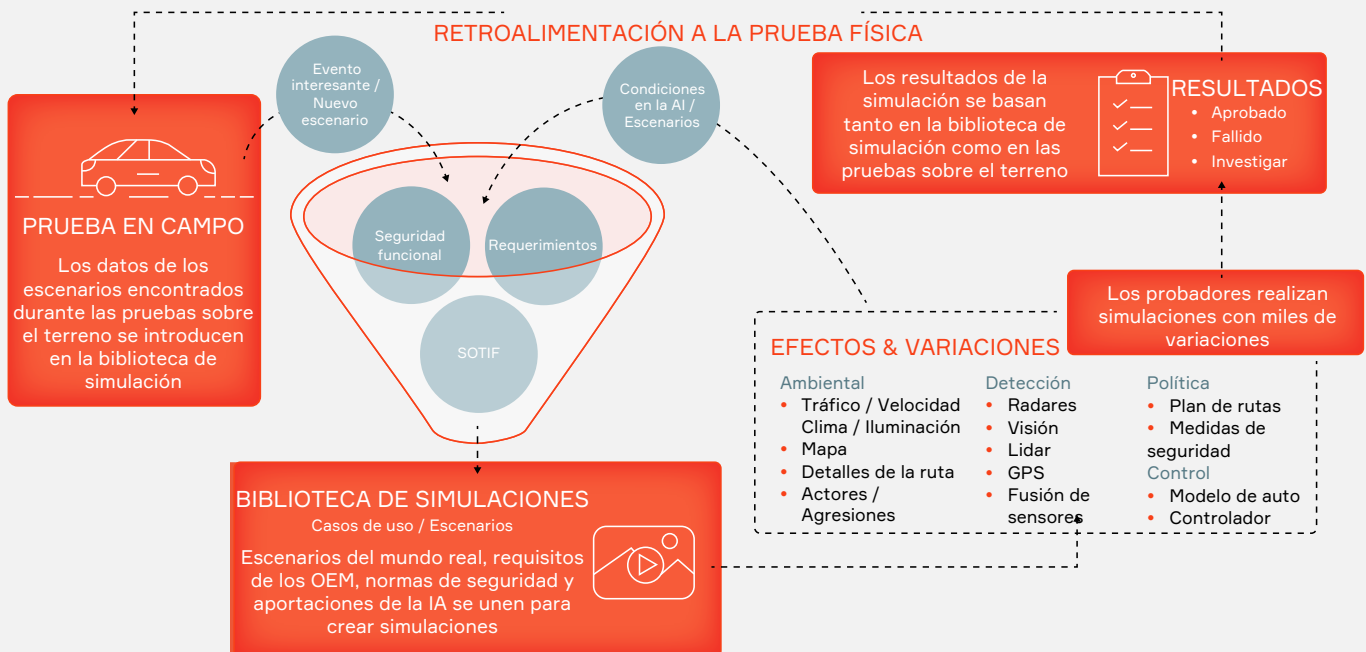 RETROALIMENTACIÓN A LA PRUEBA FÍSICA
Evento
interesante /
Nuevo
escenario
Condiciones
en la AI /
Escenarios
Los resultados de la
simulación se basan
tanto en la biblioteca de
simulación como en las
pruebas sobre el terreno
RESULTADOS
• Aprobado
• Fallido
• Investigar
PRUEBA EN CAMPO
Los datos de los
escenarios encontrados
durante las pruebas sobre
el terreno se introducen
en la biblioteca de
simulación
Seguridad
funcional
Requerimientos
SOTIF
Los probadores realizan
simulaciones con miles de
variaciones
EFECTOS & VARIACIONES
Ambiental
• Tráfico / Velocidad
Clima / Iluminación
• Mapa
• Detalles de la ruta
• Actores /
Agresiones
Detección
• Radares
• Visión
• Lidar
• GPS
• Fusión de
sensores
Política
• Plan de rutas
• Medidas de
seguridad
Control
• Modelo de auto
• Controlador
BIBLIOTECA DE SIMULACIONES
Casos de uso / Escenarios
Escenarios del mundo real, requisitos
de los OEM, normas de seguridad y
aportaciones de la IA se unen para
crear simulaciones